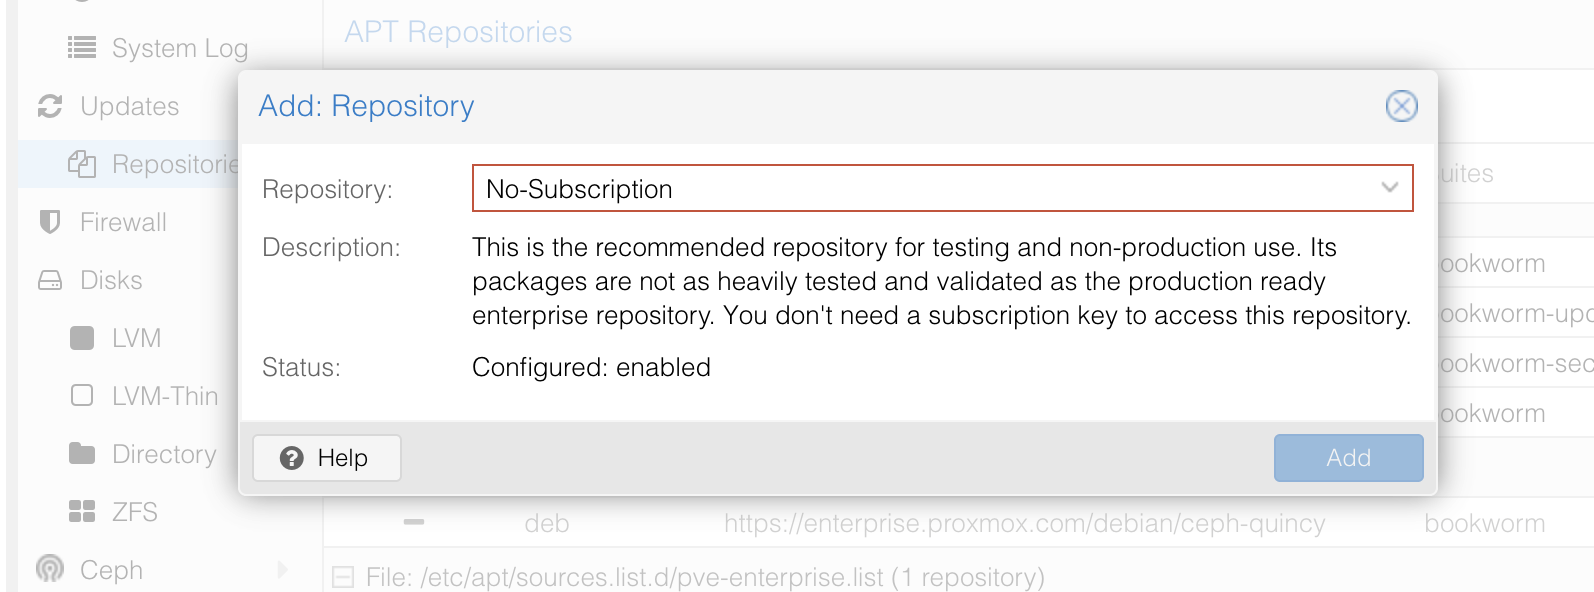 System Log
Updates
Repositorie
Firewall
Disks
LVM
LVM-Thin
Directory
ZFS
Ceph
APT Repositories
Add: Repository
Repository:
No-Subscription
Description:
This is the recommended repository for testing and non-production use. Its
packages are not as heavily tested and validated as the production ready
enterprise repository. You don't need a subscription key to access this repository.
Status:
Configured: enabled
Help
Add
uites
ookworm
ookworm-upd
ookworm-sec
ookworm
deb
https://enterprise.proxmox.com/debian/ceph-quincy
bookworm
File: /etc/apt/sources.list.d/pve-enterprise.list (1 repository)